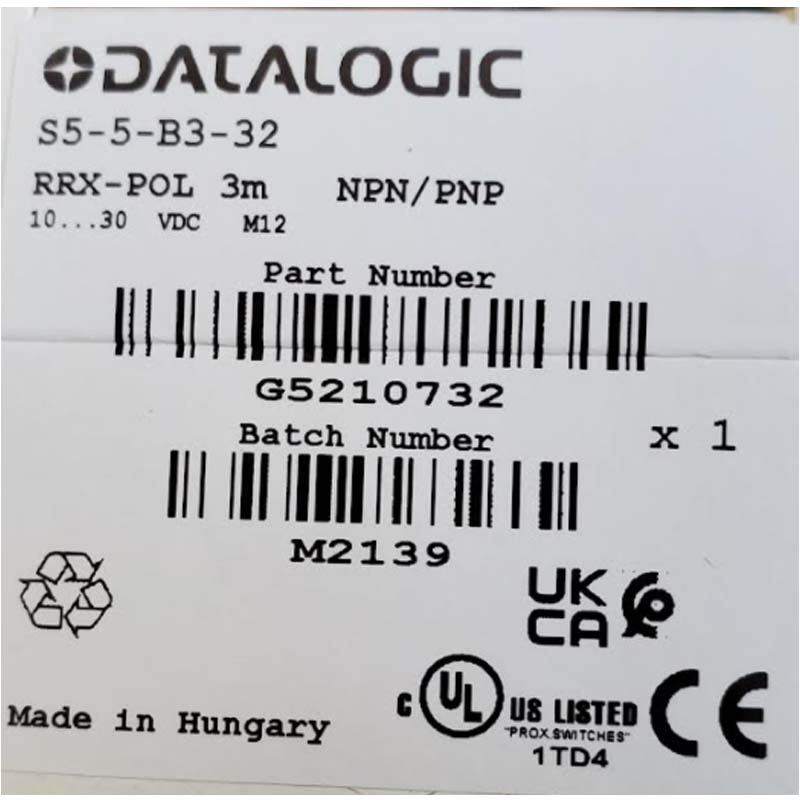 DATALOGIC
S5-5-B3-32
RRX-POL 3m NPN/PNP
10...30 VDC M12
Part Number
G5210732
x 1
Batch Number
M2139
UK
CA
C UL US LISTED CE
"PROX.SWITCHES"
1TD4
Made in Hungary